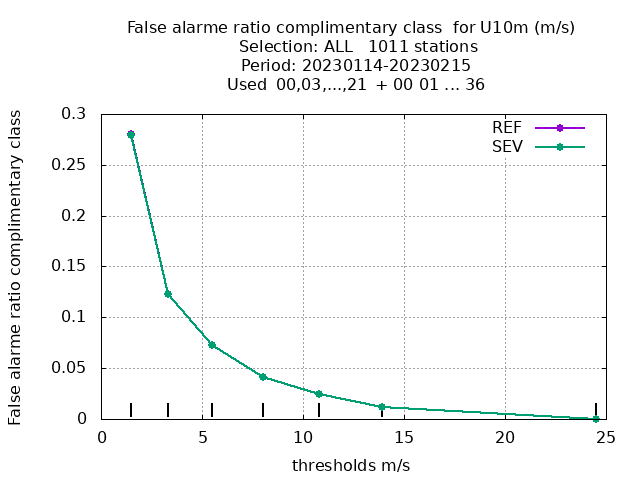 False alarme ratio complimentary class  for U10m (m/s)
Selection: ALL   1011 stations
Period: 20230114-20230215
Used  00,03,...,21  + 00 01 ... 36
False alarme ratio complimentary class
0.3
0.25
0.2
0.15
0.1
0.05
0
REF
SEV
0 5 10 15 20 25
thresholds m/s